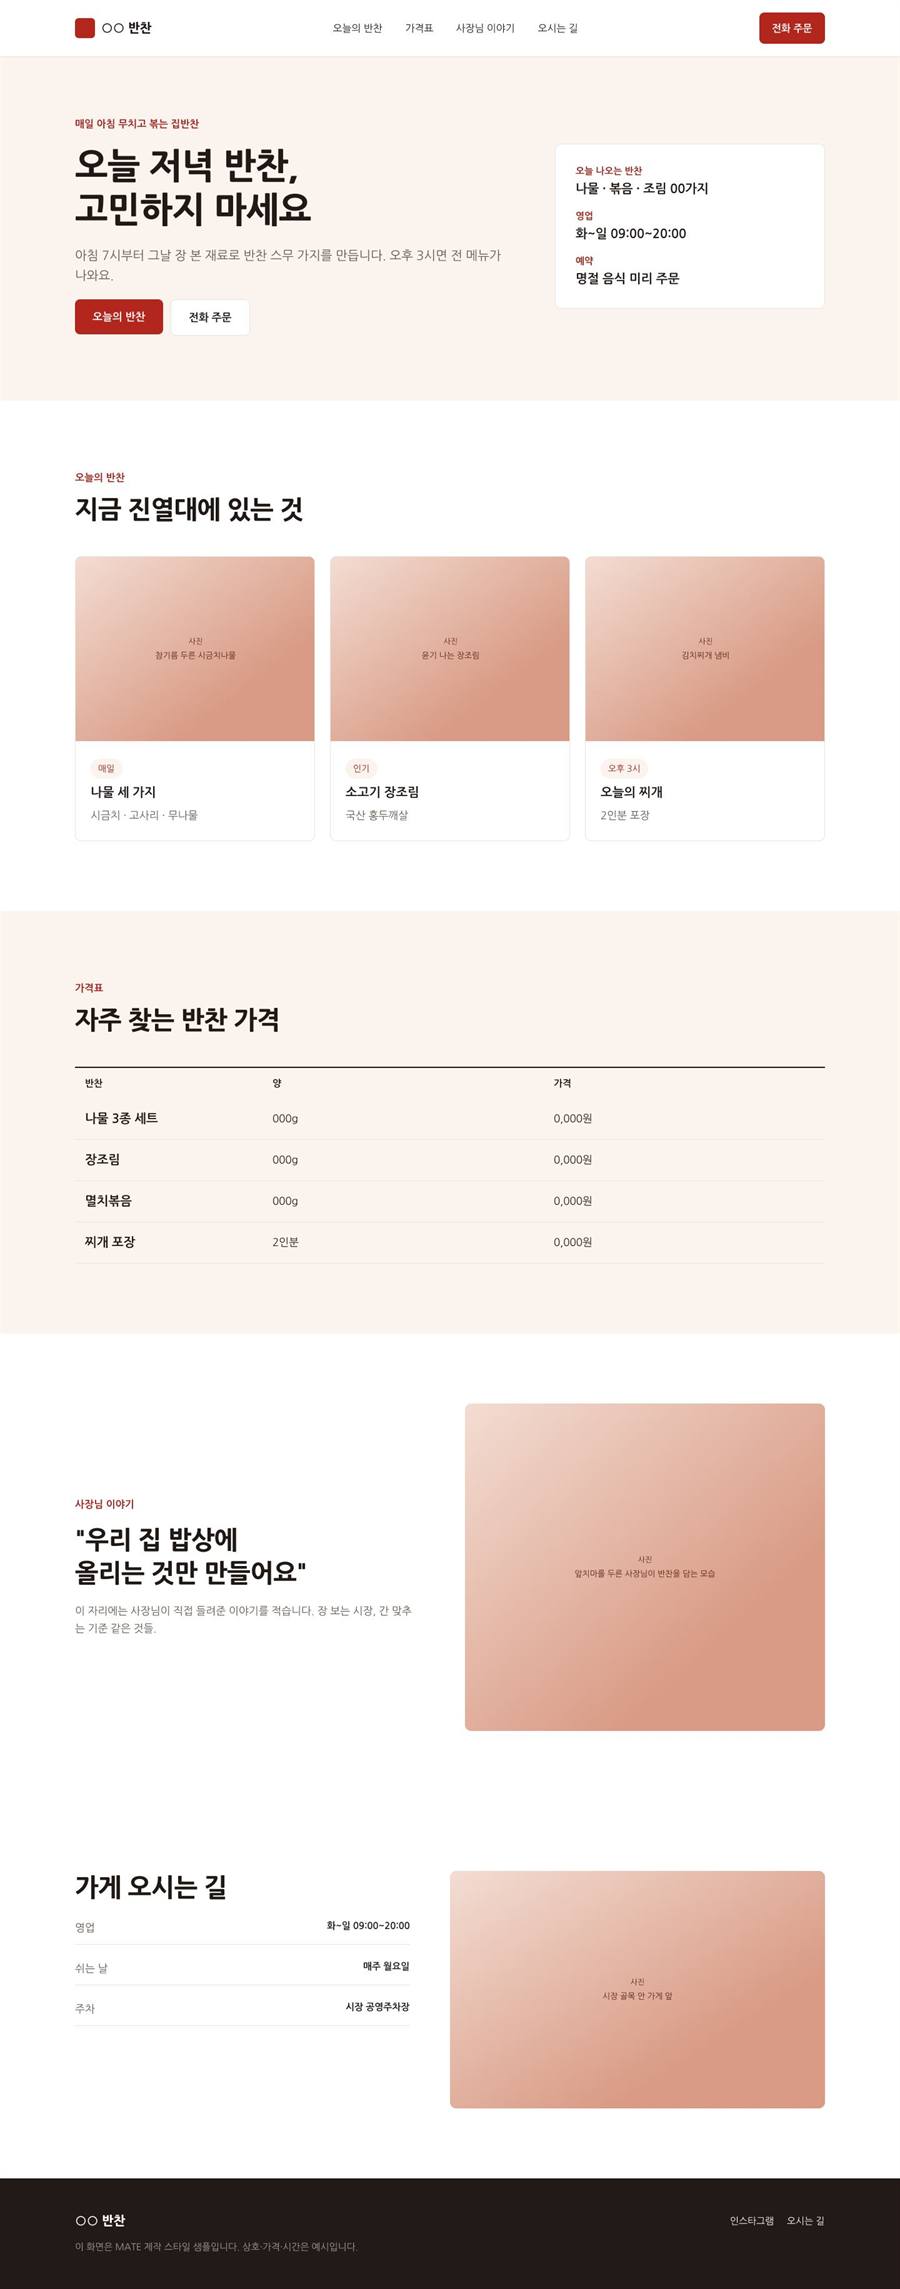 ○○ 반찬
오늘의 반찬
가격표
사장님 이야기
오시는 길
전화 주문
매일 아침 무치고 볶는 집반찬
오늘 저녁 반찬,
고민하지 마세요
아침 7시부터 그날 장 본 재료로 반찬 스무 가지를 만듭니다. 오후 3시면 전 메뉴가
나와요.
오늘의 반찬
전화 주문
오늘 나오는 반찬
나물 · 볶음 · 조림 00가지
영업
화~일 09:00~20:00
예약
명절 음식 미리 주문
오늘의 반찬
지금 진열대에 있는 것
사진
참기름 두른 시금치나물
매일
나물 세 가지
시금치 · 고사리 · 무나물
사진
윤기 나는 장조림
인기
소고기 장조림
국산 홍두깨살
사진
김치찌개 냄비
오후 3시
오늘의 찌개
2인분 포장
가격표
자주 찾는 반찬 가격
반찬 양 가격
나물 3종 세트 000g 0,000원
장조림 000g 0,000원
멸치볶음 000g 0,000원
찌개 포장 2인분 0,000원
사장님 이야기
"우리 집 밥상에
올리는 것만 만들어요"
이 자리에는 사장님이 직접 들려준 이야기를 적습니다. 장 보는 시장, 간 맞추
는 기준 같은 것들.
사진
앞치마를 두른 사장님이 반찬을 담는 모습
가게 오시는 길
영업 화~일 09:00~20:00
쉬는 날 매주 월요일
주차 시장 공영주차장
사진
시장 골목 안 가게 앞
○○ 반찬
이 화면은 MATE 제작 스타일 샘플입니다. 상호·가격·시간은 예시입니다.
인스타그램
오시는 길